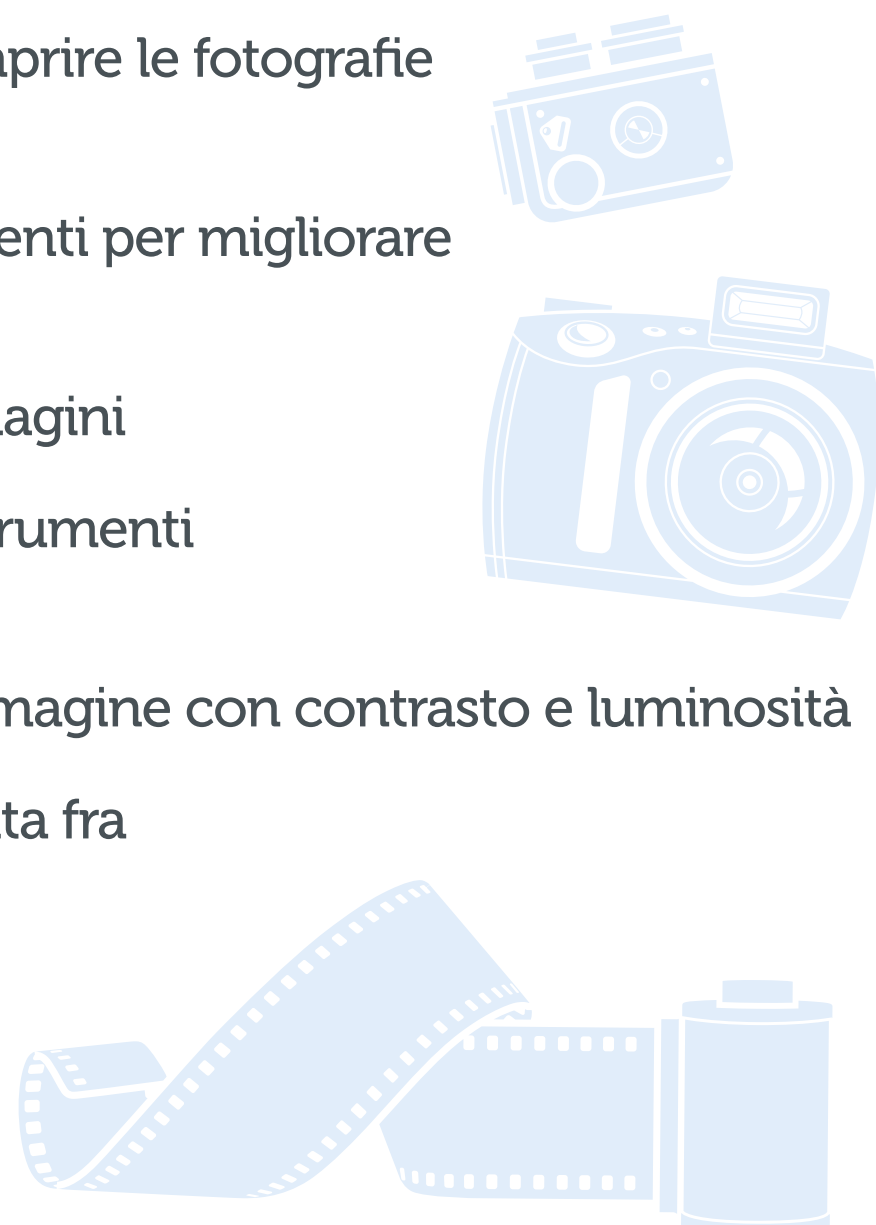 aprire le fotografie
enti per migliorare
agini
rumenti
magine con contrasto e luminosità
ta fra